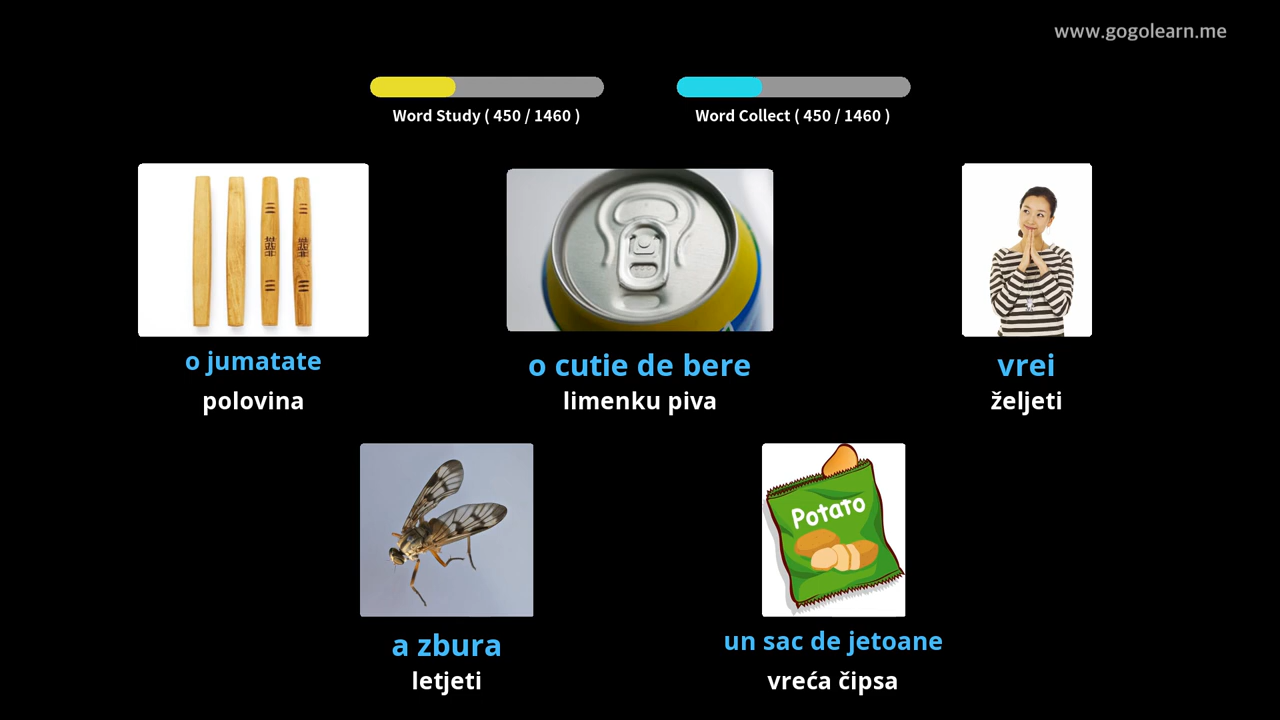 www.gogolearn.me
Word Study ( 450 / 1460 )
Word Collect ( 450 / 1460 )
o jumatate
polovina
o cutie de bere
limenku piva
vrei
željeti
Potato
a zbura
letjeti
un sac de jetoane
vreća čipsa